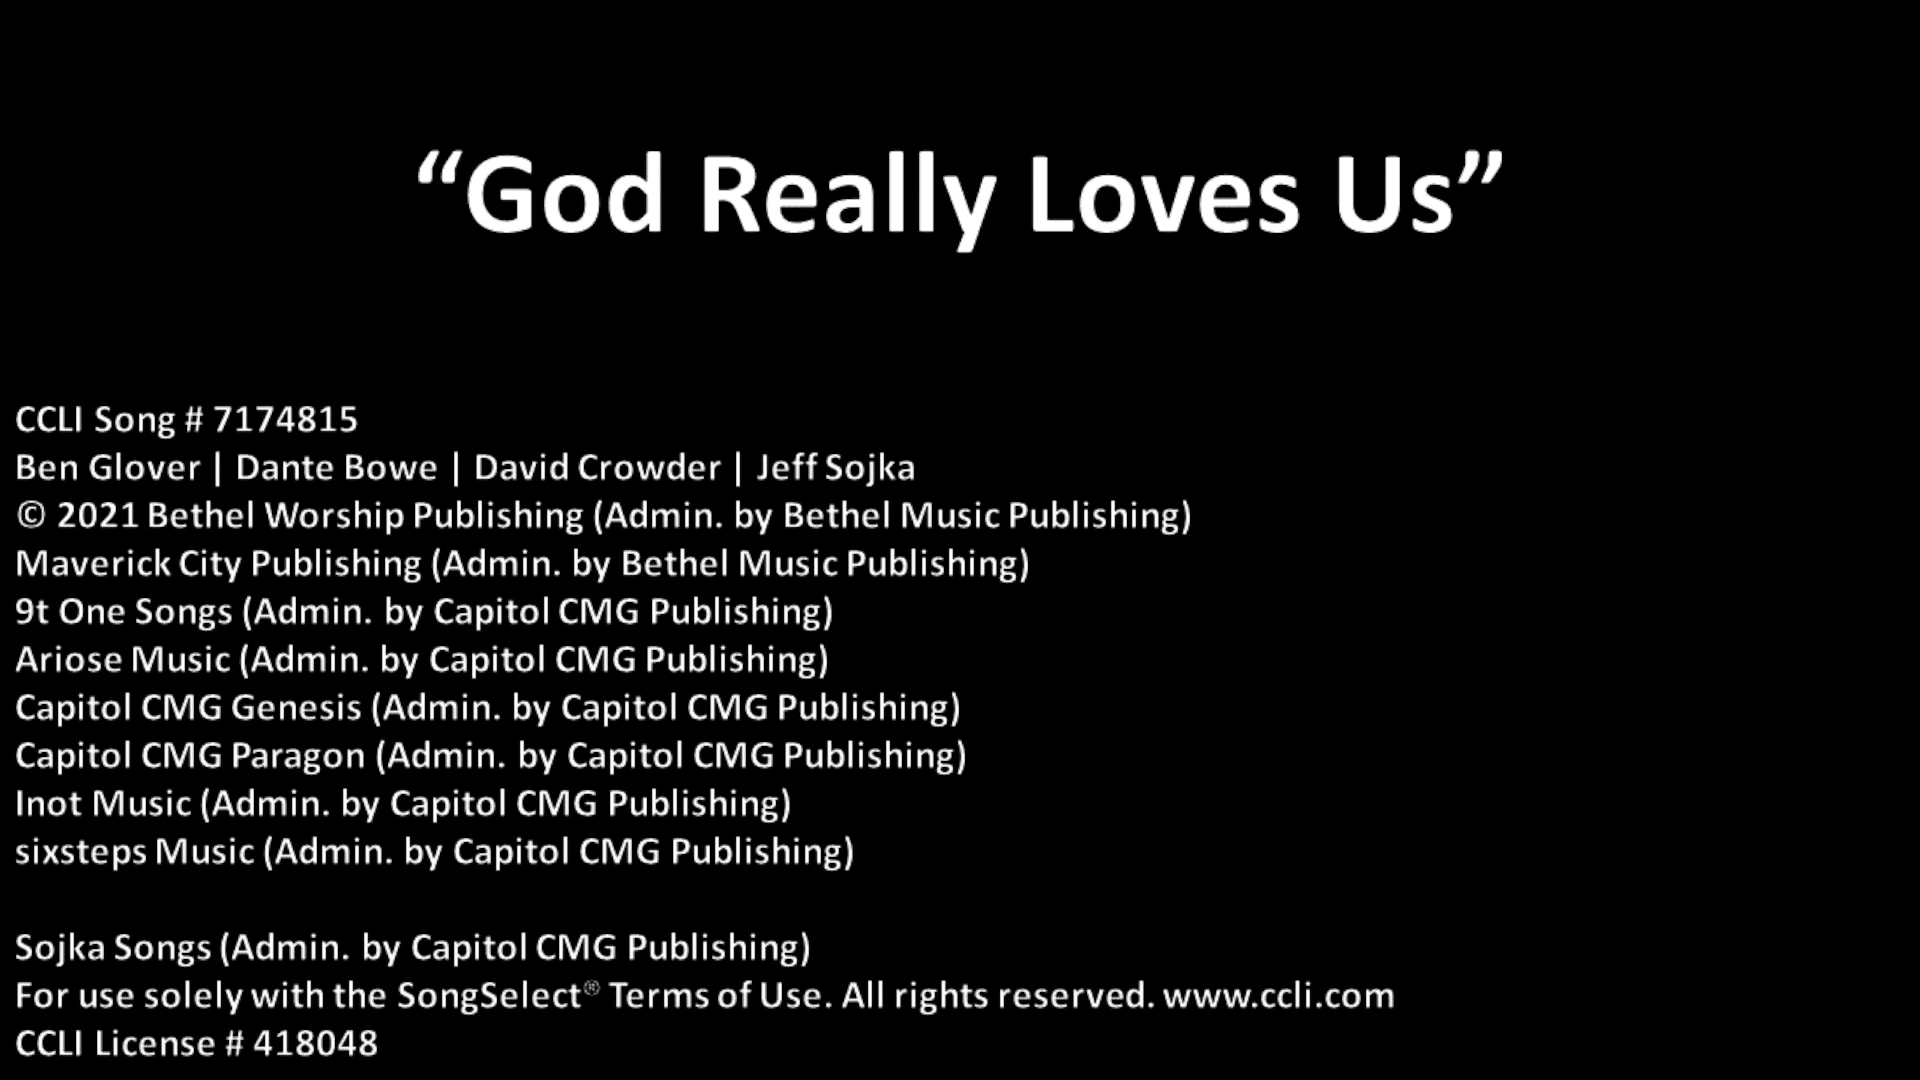 “God Really Loves Us”
CCLI Song # 7174815
Ben Glover | Dante Bowe | David Crowder | Jeff Sojka
© 2021 Bethel Worship Publishing (Admin. by Bethel Music Publishing)
Maverick City Publishing (Admin. by Bethel Music Publishing)
9t One Songs (Admin. by Capitol CMG Publishing)
Ariose Music (Admin. by Capitol CMG Publishing)
Capitol CMG Genesis (Admin. by Capitol CMG Publishing)
Capitol CMG Paragon (Admin. by Capitol CMG Publishing)
Inot Music (Admin. by Capitol CMG Publishing)
sixsteps Music (Admin. by Capitol CMG Publishing)
Sojka Songs (Admin. by Capitol CMG Publishing)
For use solely with the SongSelect® Terms of Use. All rights reserved. www.ccli.com
CCLI License # 418048